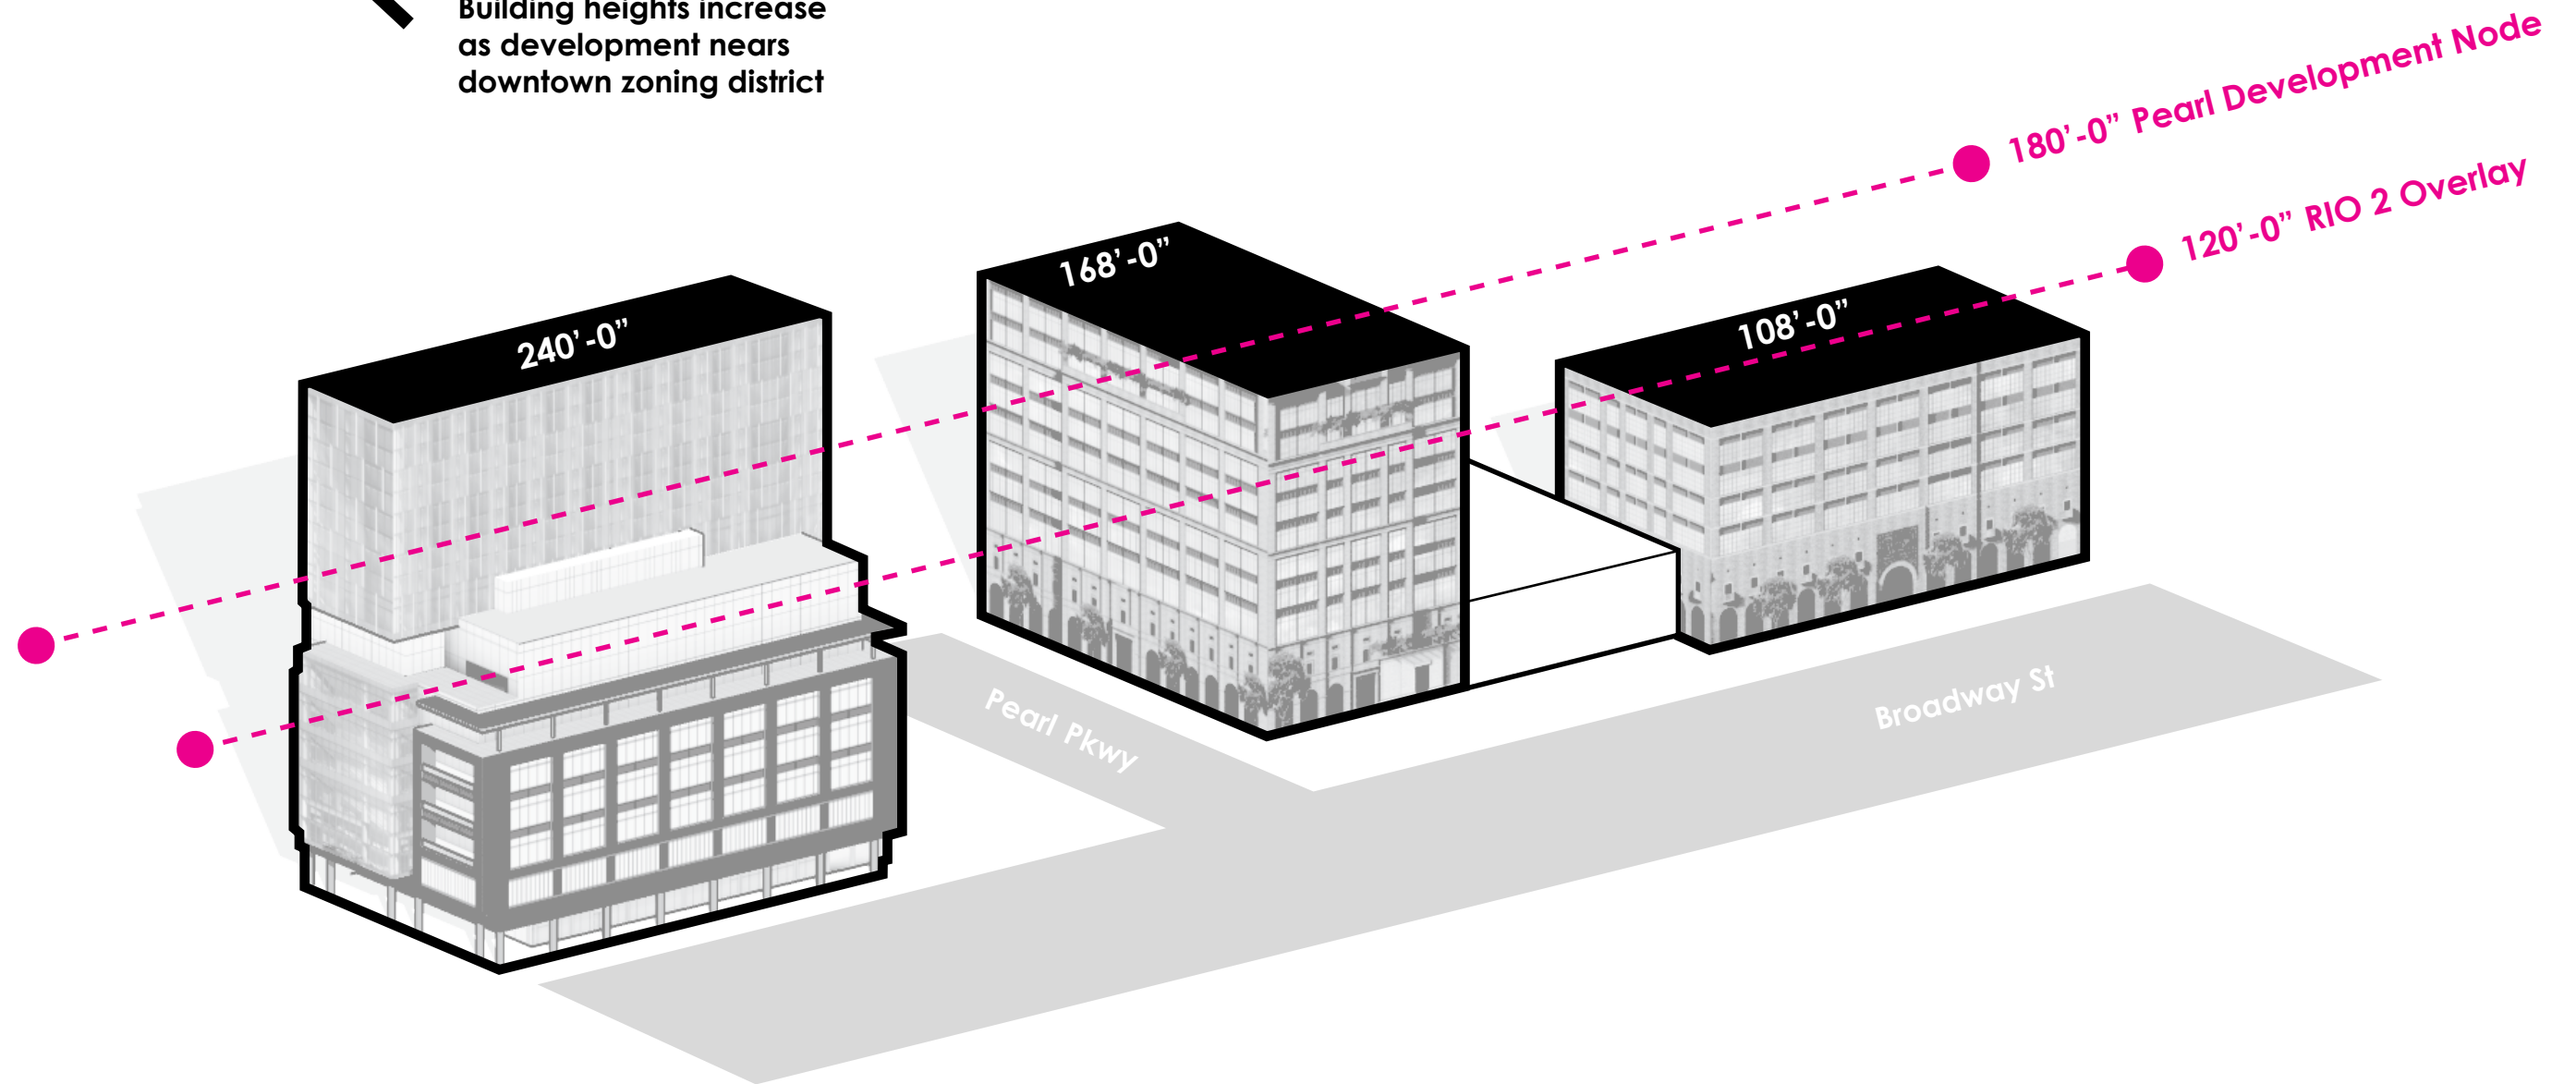 Building heights increase
as development nears
downtown zoning district
180’-0” Pearl Development Node
120’-0” RIO 2 Overlay
168’-0”
240’-0”
108’-0”
Pearl Pkwy
Broadway St